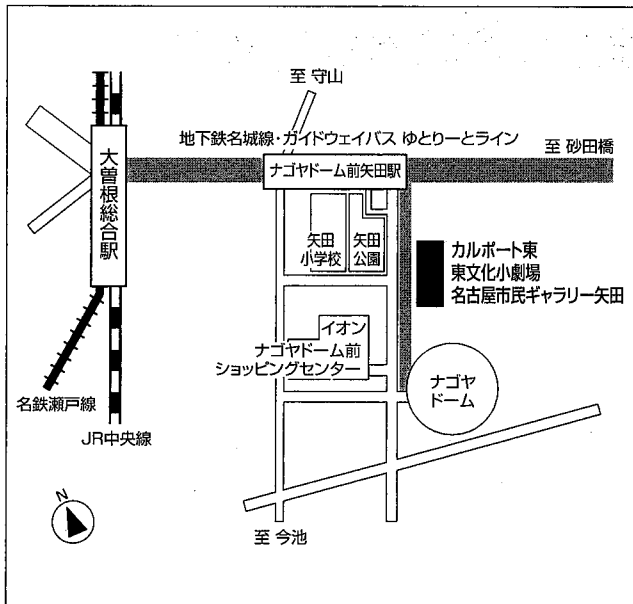 至 守山
地下鉄名城線・ガイドウェイバス ゆとりーとライン
至 砂田橋
大曽根総合駅
ナゴヤドーム前矢田駅
矢田
小学校
矢田
公園
カルポート東
東文化小劇場
名古屋市民ギャラリー矢田
イオン
ナゴヤドーム前
ショッピングセンター
ナゴヤ
ドーム
名鉄瀬戸線
JR中央線
N
至 今池